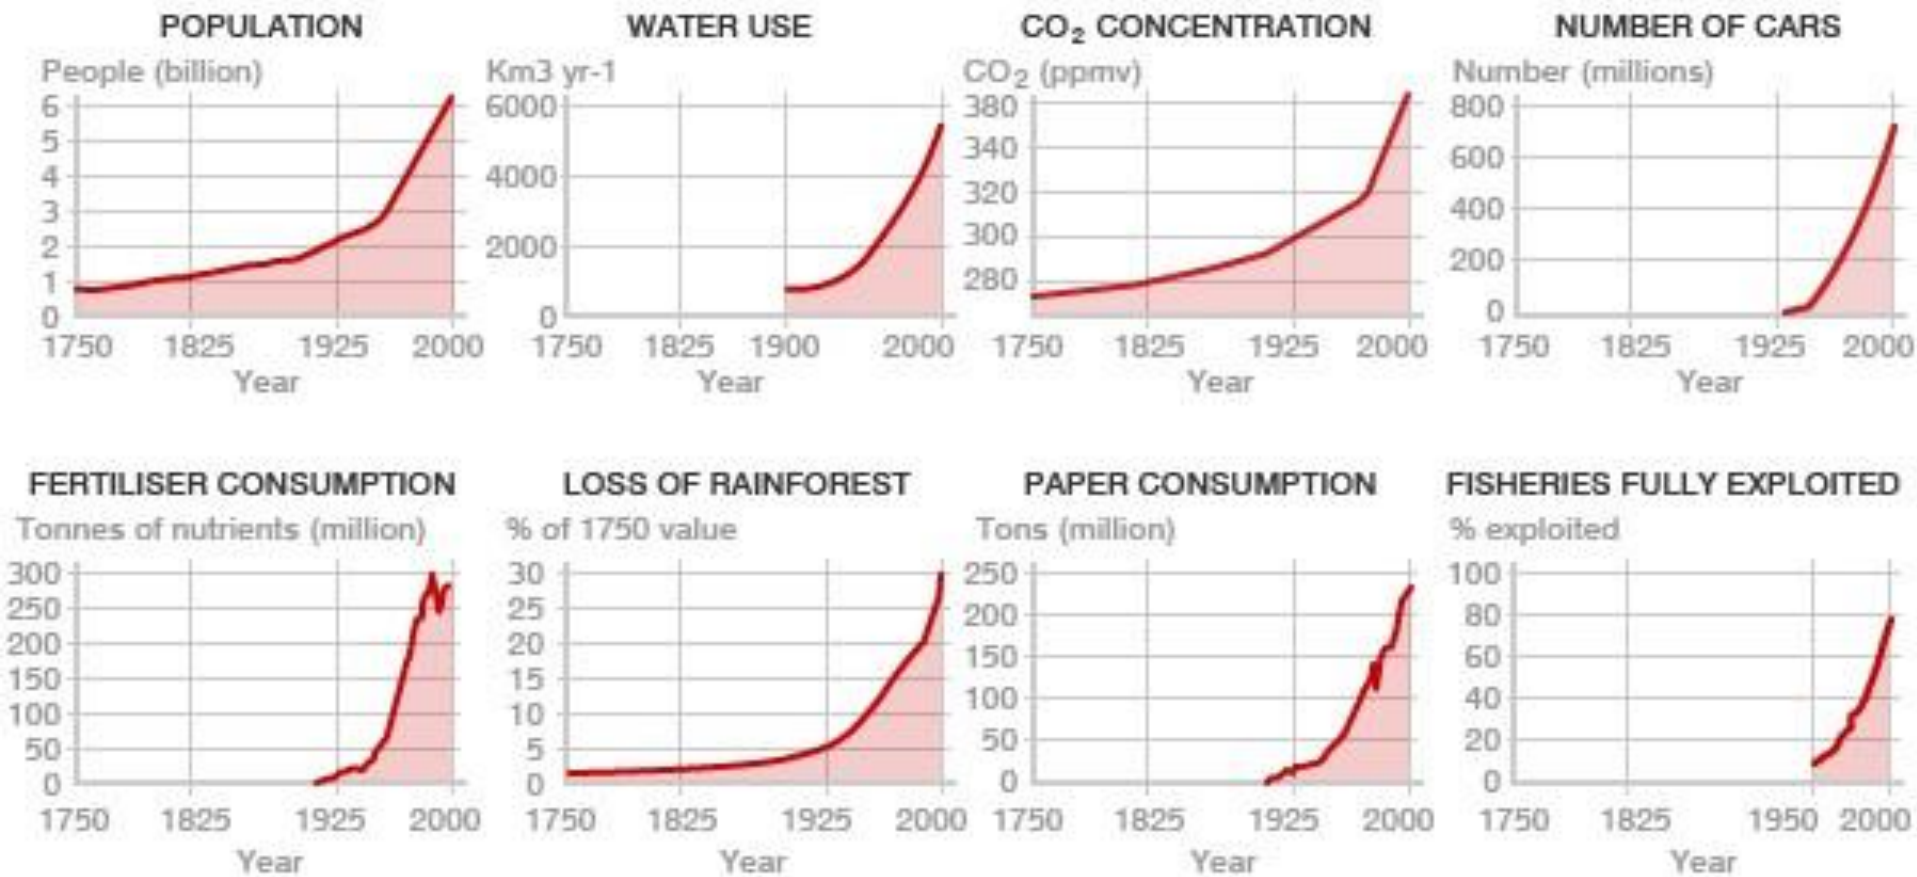 POPULATION
People (billion)
6
5
4
3
2
1
0
1750 1825 1925 2000
Year
WATER USE
Km3 yr-1
6000
4000
2000
0
1750 1825 1900 2000
Year
CO₂ CONCENTRATION
CO₂ (ppmv)
380
340
320
300
280
1750 1825 1925 2000
Year
NUMBER OF CARS
Number (millions)
800
600
400
200
0
1750 1825 1925 2000
Year
FERTILISER CONSUMPTION
Tonnes of nutrients (million)
300
250
200
150
100
50
0
1750 1825 1925 2000
Year
LOSS OF RAINFOREST
% of 1750 value
30
25
20
15
10
5
0
1750 1825 1925 2000
Year
PAPER CONSUMPTION
Tons (million)
250
200
150
100
50
0
1750 1825 1925 2000
Year
FISHERIES FULLY EXPLOITED
% exploited
100
80
60
40
20
0
1750 1825 1950 2000
Year